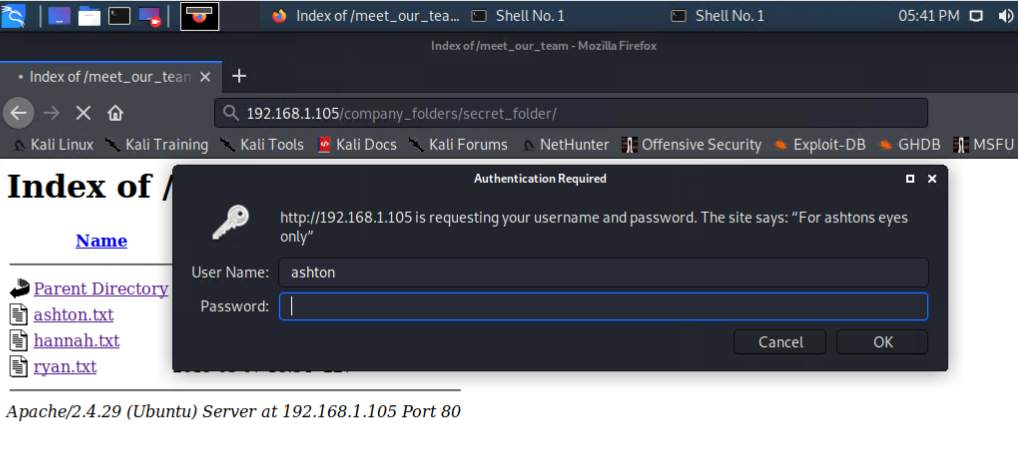 Index of /meet_our_tea... Shell No. 1 Shell No. 1 05:41 PM
Index of /meet_our_team - Mozilla Firefox
Index of /meet_our_team
192.168.1.105/company_folders/secret_folder/
Kali Linux Kali Training Kali Tools Kali Docs Kali Forums NetHunter Offensive Security Exploit-DB GHDB MSFU
Index of /
Authentication Required
http://192.168.1.105 is requesting your username and password. The site says: “For ashtons eyes
only”
Name
User Name: ashton
Parent Directory
Password:
ashton.txt
hannah.txt
Cancel OK
ryan.txt
Apache/2.4.29 (Ubuntu) Server at 192.168.1.105 Port 80